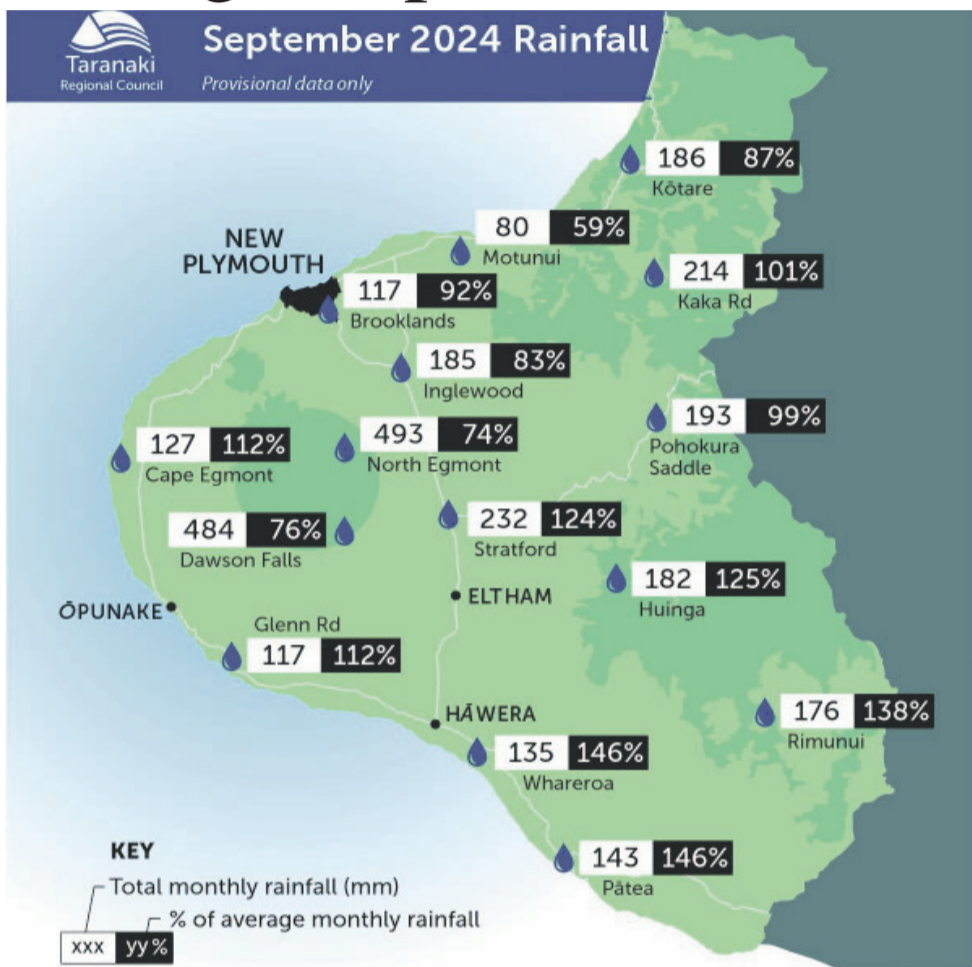 September 2024 Rainfall
Provisional data only
Taranaki
Regional Council
186 87%
Kōtare
80 59%
Motunui
NEW
PLYMOUTH
214 101%
Kaka Rd
117 92%
Brooklands
185 83%
Inglewood
193 99%
Pohokura
Saddle
127 112%
Cape Egmont
493 74%
North Egmont
484 76%
Dawson Falls
232 124%
Stratford
182 125%
Huinga
ŌPUNAKE
ELTHAM
Glenn Rd
117 112%
HĀWERA
176 138%
Rimunui
135 146%
Whareroa
143 146%
Pātea
KEY
Total monthly rainfall (mm)
% of average monthly rainfall
xxx yy%